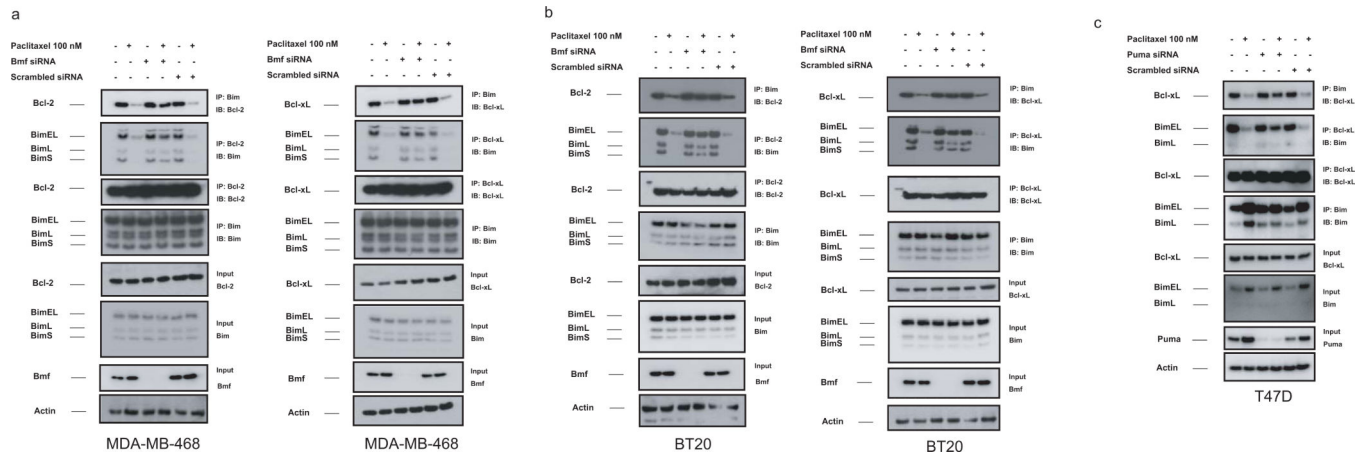 a
Paclitaxel 100 nM - + - + - +
Bmf siRNA - - + + - -
Scrambled siRNA - - - - + +
Bcl-2 IP: Bim
IB: Bcl-2
BimEL
BimL IP: Bcl-2
BimS IB: Bim
Bcl-2 IP: Bcl-2
IB: Bcl-2
BimEL
BimL IP: Bim
BimS IB: Bim
Bcl-2 Input
Bcl-2
BimEL
BimL Input
BimS Bim
Bmf Input
Bmf
Actin
MDA-MB-468
Paclitaxel 100 nM - + - + - +
Bmf siRNA - - + + - -
Scrambled siRNA - - - - + +
Bcl-xL IP: Bim
IB: Bcl-xL
BimEL
BimL IP: Bcl-xL
BimS IB: Bim
Bcl-xL IP: Bcl-xL
IB: Bcl-xL
BimEL
BimL IP: Bim
BimS IB: Bim
Bcl-xL Input
Bcl-xL
BimEL
BimL Input
BimS Bim
Bmf Input
Bmf
Actin
MDA-MB-468
b
Paclitaxel 100 nM - + - + - +
Bmf siRNA - - + + - -
Scrambled siRNA - - - - + +
Bcl-2 IP: Bim
IB: Bcl-2
BimEL
BimL IP: Bcl-2
BimS IB: Bim
Bcl-2 IP: Bcl-2
IB: Bcl-2
BimEL
BimL IP: Bim
BimS IB: Bim
Bcl-2 Input
Bcl-2
BimEL
BimL Input
BimS Bim
Bmf Input
Bmf
Actin
BT20
Paclitaxel 100 nM - + - + - +
Bmf siRNA - - + + - -
Scrambled siRNA - - - - + +
Bcl-xL IP: Bim
IB: Bcl-xL
BimEL
BimL IP: Bcl-xL
BimS IB: Bim
Bcl-xL IP: Bcl-xL
IB: Bcl-xL
BimEL
BimL IP: Bim
BimS IB: Bim
Bcl-xL Input
Bcl-xL
BimEL
BimL Input
BimS Bim
Bmf Input
Bmf
Actin
BT20
c
Paclitaxel 100 nM - + - + - +
Puma siRNA - - + + - -
Scrambled siRNA - - - - + +
Bcl-xL IP: Bim
IB: Bcl-xL
BimEL IP: Bcl-xL
BimL IB: Bim
Bcl-xL IP: Bcl-xL
IB: Bcl-xL
BimEL IP: Bim
BimL IB: Bim
Bcl-xL Input
Bcl-xL
BimEL Input
BimL Bim
Puma Input
Puma
Actin
T47D